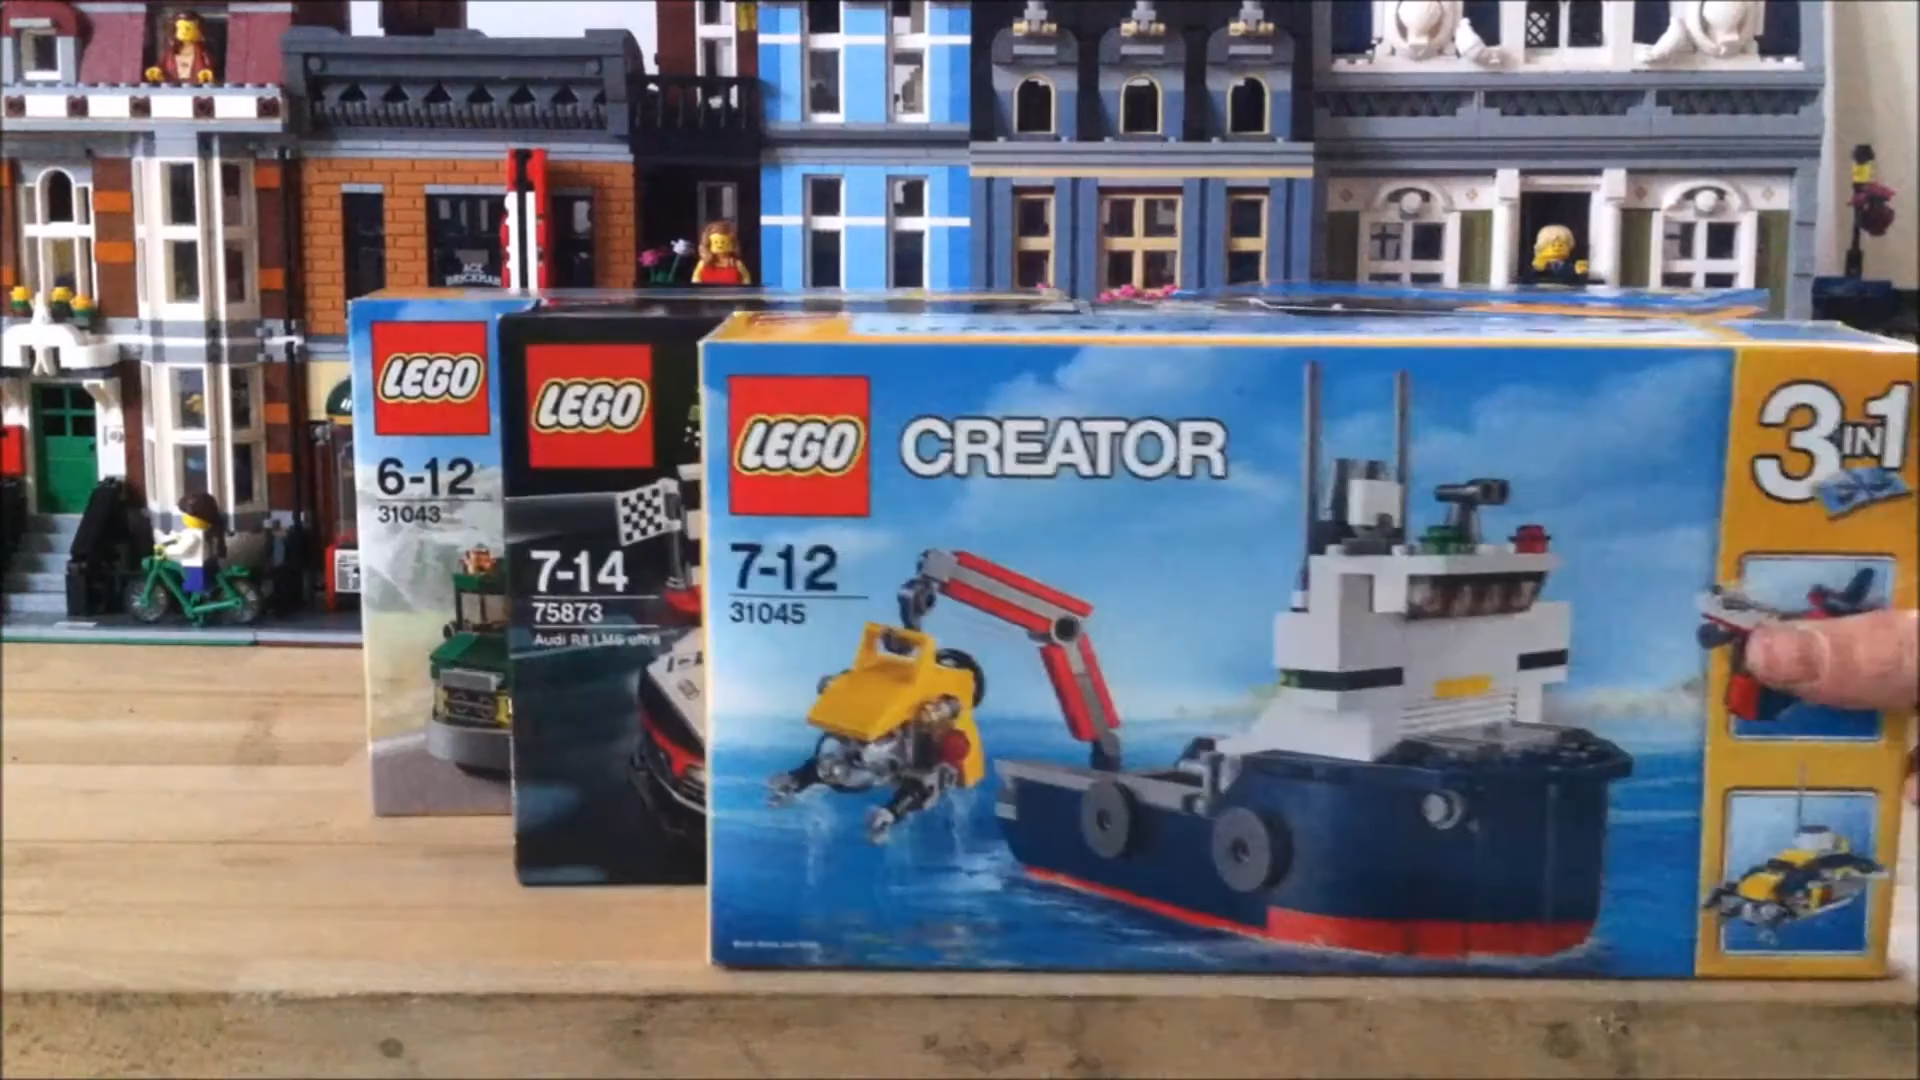 ACE
BRICKMAN
LEGO
6-12
31043
LEGO
7-14
75873
Audi R8 LMS ultra
LEGO
CREATOR
7-12
31045
3 IN 1